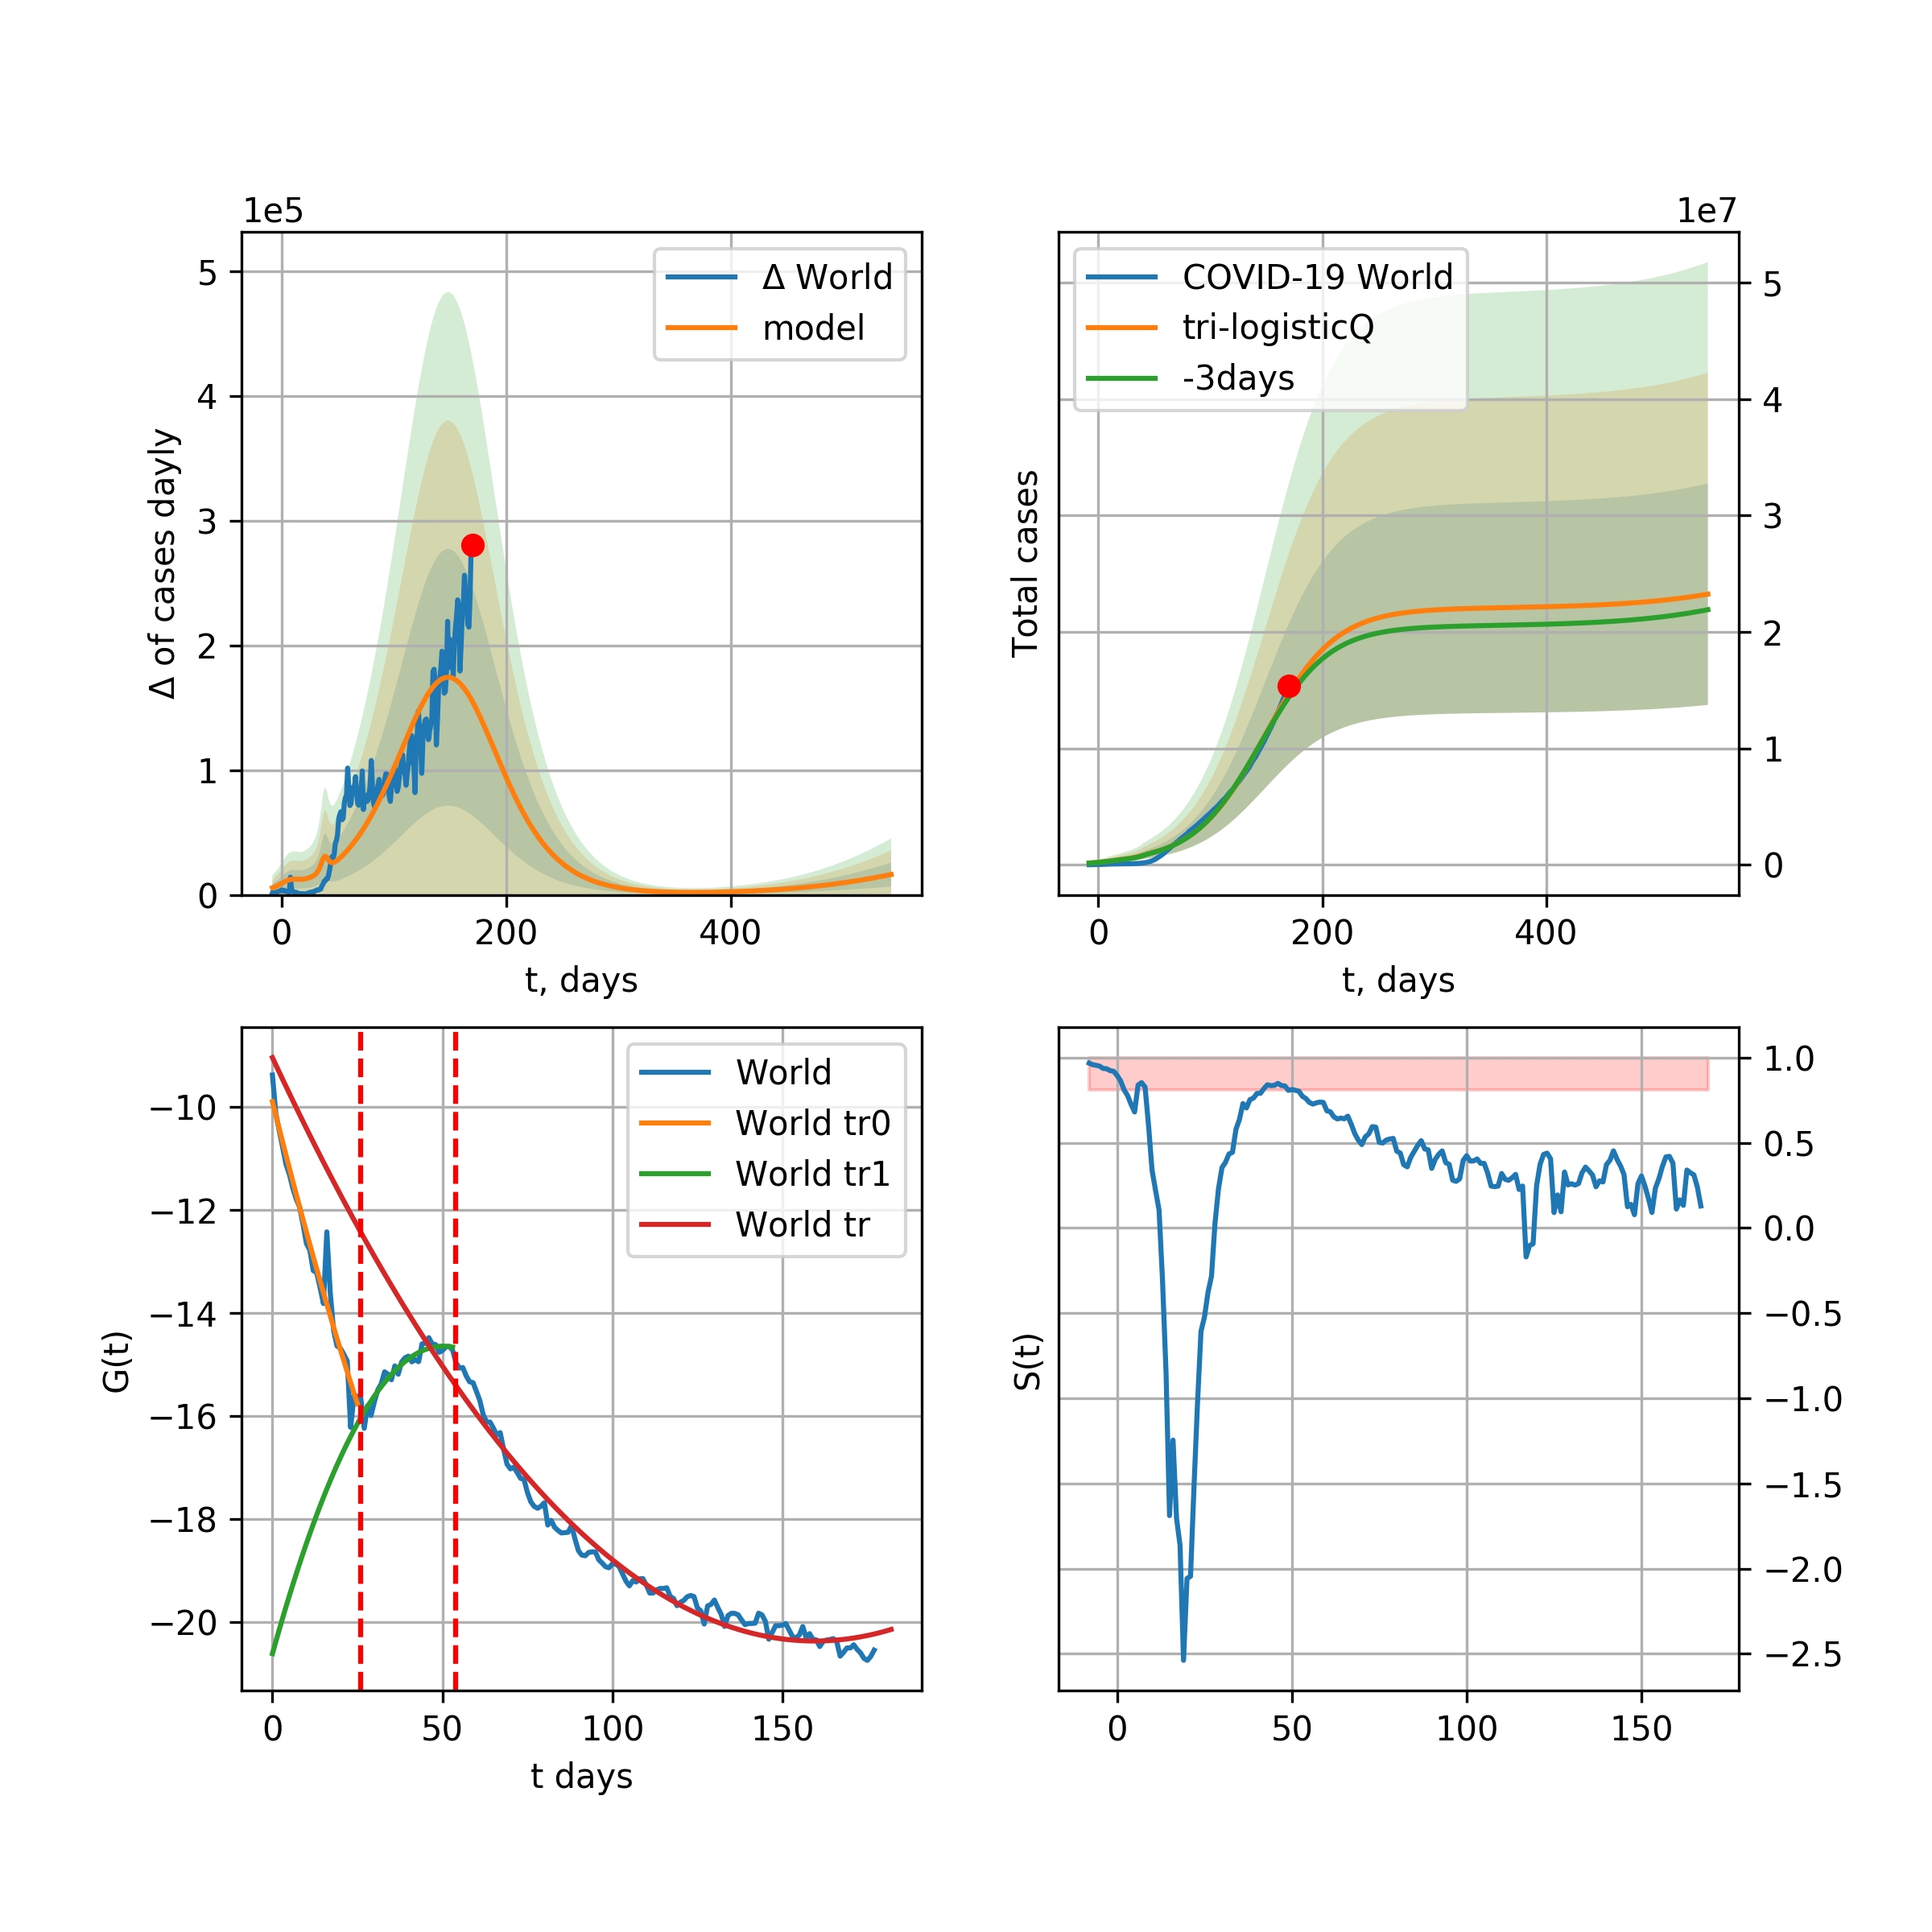 1e5
5
4
3
2
1
0
Δ of cases dayly
0 200 400
t, days
Δ World
model
1e7
5
4
3
2
1
0
Total cases
0 200 400
t, days
COVID-19 World
tri-logisticQ
-3days
−10
−12
−14
−16
−18
−20
G(t)
0 50 100 150
t days
World
World tr0
World tr1
World tr
1.0
0.5
0.0
−0.5
−1.0
−1.5
−2.0
−2.5
S(t)
0 50 100 150